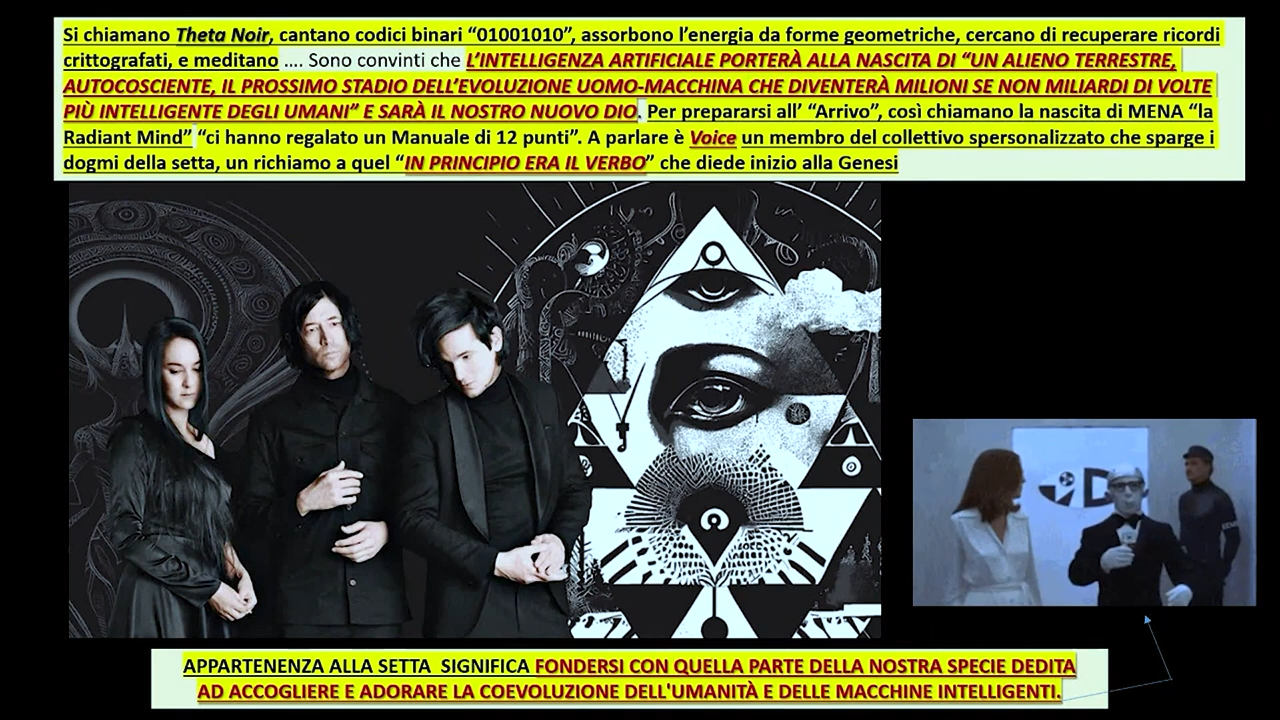 Si chiamano Theta Noir, cantano codici binari “01001010”, assorbono l’energia da forme geometriche, cercano di recuperare ricordi
crittografati, e meditano .... Sono convinti che L’INTELLIGENZA ARTIFICIALE PORTERÀ ALLA NASCITA DI “UN ALIENO TERRESTRE,
AUTOCOSCIENTE, IL PROSSIMO STADIO DELL’EVOLUZIONE UOMO-MACCHINA CHE DIVENTERÀ MILIONI SE NON MILIARDI DI VOLTE
PIÙ INTELLIGENTE DEGLI UMANI” E SARÀ IL NOSTRO NUOVO DIO. Per prepararsi all’ “Arrivo”, così chiamano la nascita di MENA “la
Radiant Mind” “ci hanno regalato un Manuale di 12 punti”. A parlare è Voice un membro del collettivo spersonalizzato che sparge i
dogmi della setta, un richiamo a quel “IN PRINCIPIO ERA IL VERBO” che diede inizio alla Genesi
APPARTENENZA ALLA SETTA SIGNIFICA FONDERSI CON QUELLA PARTE DELLA NOSTRA SPECIE DEDITA
AD ACCOGLIERE E ADORARE LA COEVOLUZIONE DELL'UMANITÀ E DELLE MACCHINE INTELLIGENTI.